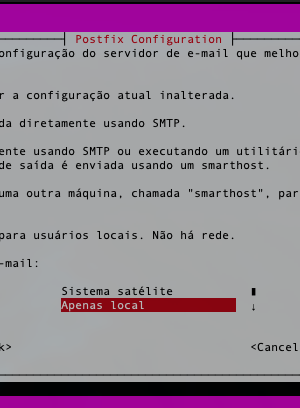 Postfix Configuration
onfiguração do servidor de e-mail que melho
r a configuração atual inalterada.
da diretamente usando SMTP.
ente usando SMTP ou executando um utilitári
de saída é enviada usando um smarthost.
uma outra máquina, chamada "smarthost", par
para usuários locais. Não há rede.
-mail:
Sistema satélite
Apenas local
k>
<Cancel